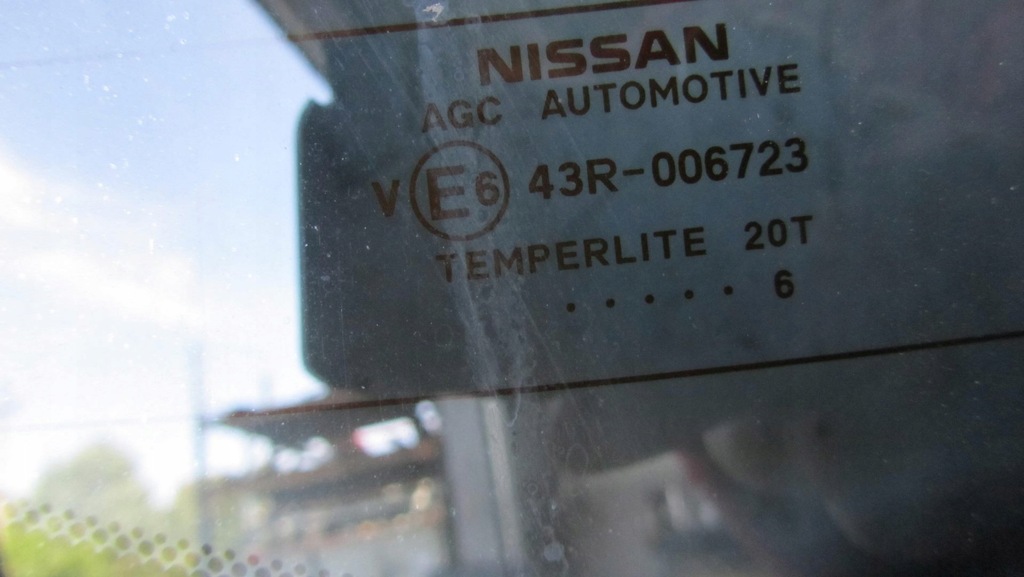 NISSAN
AGC AUTOMOTIVE
V E6 43R-006723
TEMPERLITE 20T
. . . . . 6